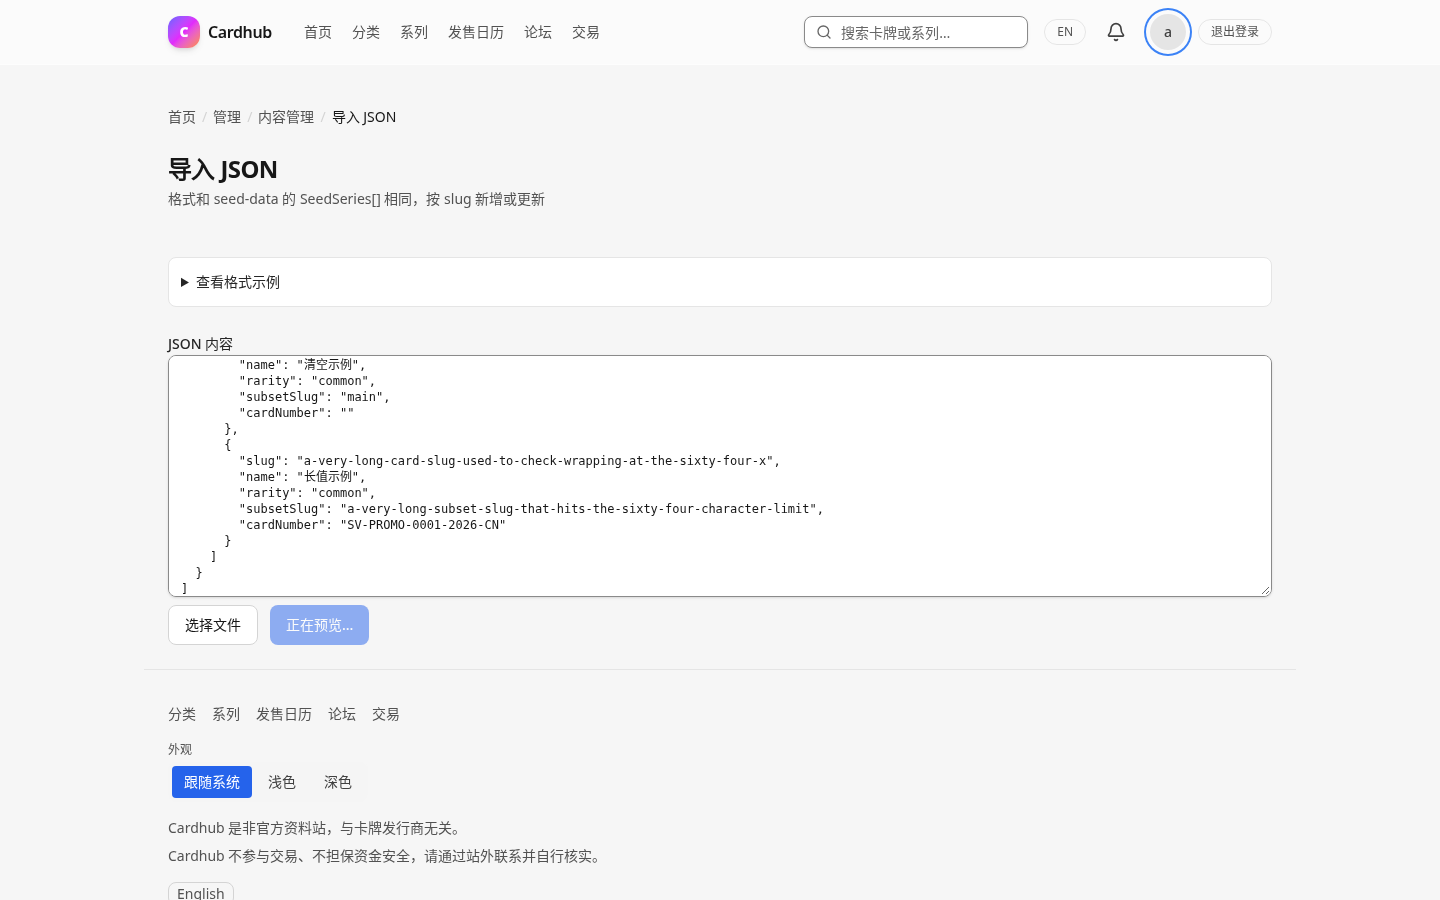 C Cardhub 首页 分类 系列 发售日历 论坛 交易 搜索卡牌或系列... EN a 退出登录
首页 / 管理 / 内容管理 / 导入 JSON
导入 JSON
格式和 seed-data 的 SeedSeries[] 相同，按 slug 新增或更新
查看格式示例
JSON 内容
"name": "清空示例",
"rarity": "common",
"subsetSlug": "main",
"cardNumber": ""
},
{
"slug": "a-very-long-card-slug-used-to-check-wrapping-at-the-sixty-four-x",
"name": "长值示例",
"rarity": "common",
"subsetSlug": "a-very-long-subset-slug-that-hits-the-sixty-four-character-limit",
"cardNumber": "SV-PROMO-0001-2026-CN"
}
]
}
]
选择文件 正在预览...
分类 系列 发售日历 论坛 交易
外观
跟随系统 浅色 深色
Cardhub 是非官方资料站，与卡牌发行商无关。
Cardhub 不参与交易、不担保资金安全，请通过站外联系并自行核实。
English